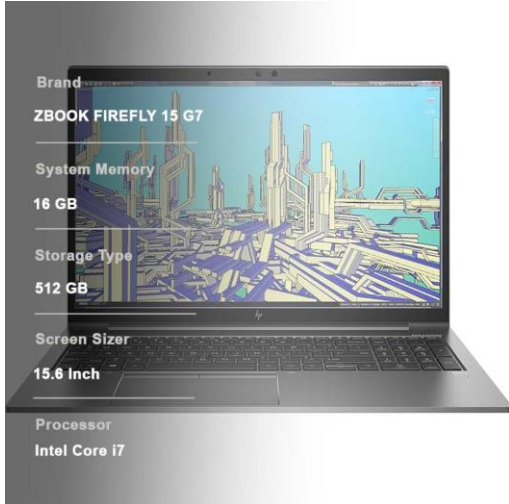 Brand
ZBOOK FIREFLY 15 G7
System Memory
16 GB
Storage Type
512 GB
hp
Screen Sizer
15.6 Inch
Processor
Intel Core i7